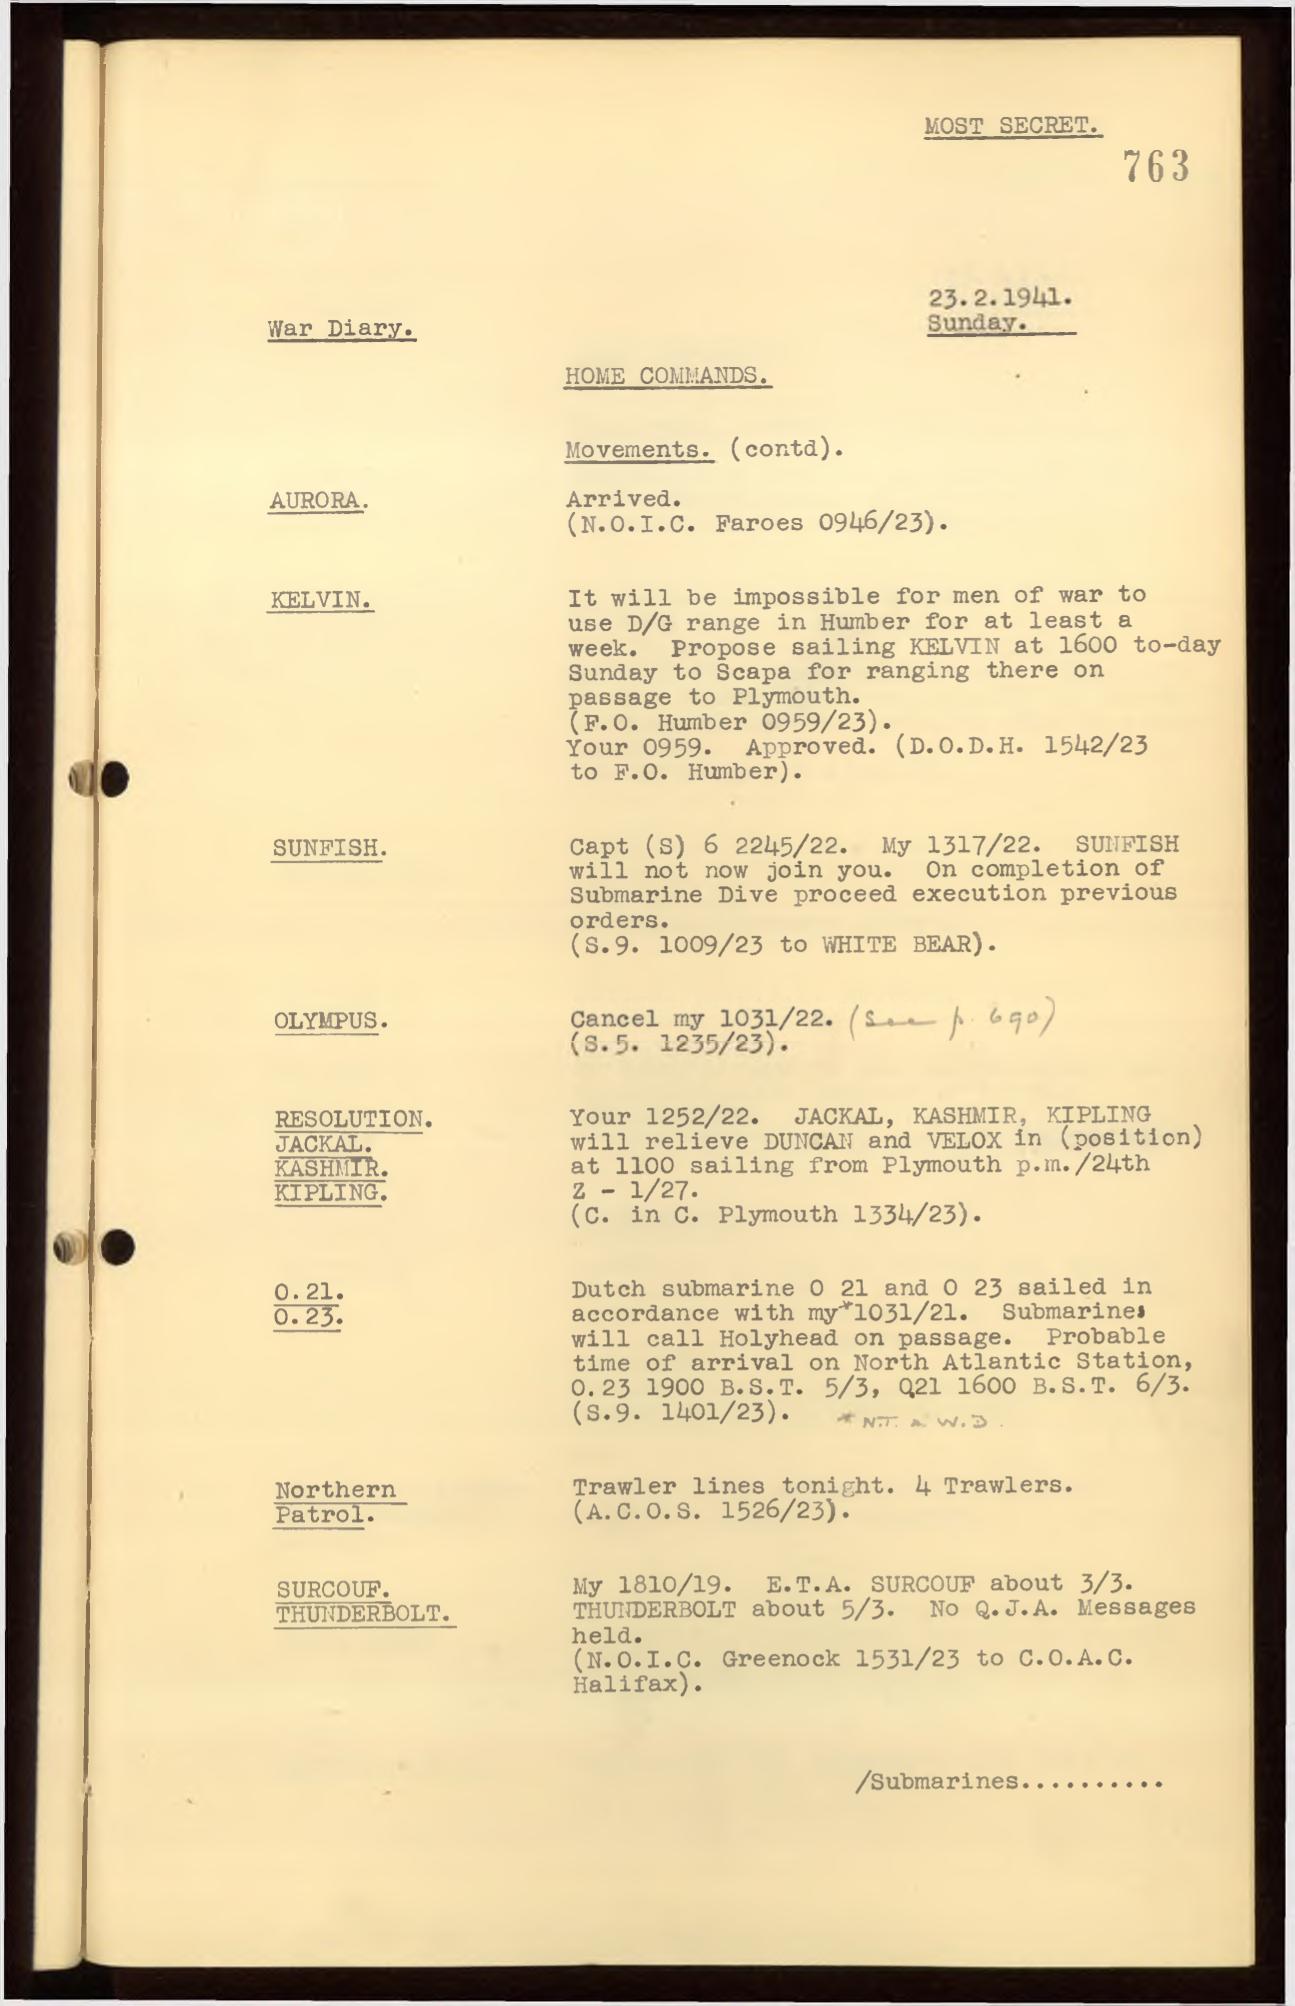 MOST SECRET.
763
23.2.1941.
Sunday.
War Diary.
HOME COMMANDS.
Movements. (contd).
AURORA. Arrived.
(N.O.I.C. Faroes 0946/23).
KELVIN. It will be impossible for men of war to
use D/G range in Humber for at least a
week. Propose sailing KELVIN at 1600 to-day
Sunday to Scapa for ranging there on
passage to Plymouth.
(F.O. Humber 0959/23).
Your 0959. Approved. (D.O.D.H. 1542/23
to F.O. Humber).
SUNFISH. Capt (S) 6 2245/22. My 1317/22. SUNFISH
will not now join you. On completion of
Submarine Dive proceed execution previous
orders.
(S.9. 1009/23 to WHITE BEAR).
OLYMPUS. Cancel my 1031/22. (See p. 690)
(S.5. 1235/23).
RESOLUTION. Your 1252/22. JACKAL, KASHMIR, KIPLING
JACKAL. will relieve DUNCAN and VELOX in (position)
KASHMIR. at 1100 sailing from Plymouth p.m./24th
KIPLING. Z - 1/27.
(C. in C. Plymouth 1334/23).
O.21. Dutch submarine O 21 and O 23 sailed in
O.23. accordance with my*1031/21. Submarines
will call Holyhead on passage. Probable
time of arrival on North Atlantic Station,
O.23 1900 B.S.T. 5/3, O21 1600 B.S.T. 6/3.
(S.9. 1401/23). * N.T. in W.D.
Northern Trawler lines tonight. 4 Trawlers.
Patrol. (A.C.O.S. 1526/23).
SURCOUF. My 1810/19. E.T.A. SURCOUF about 3/3.
THUNDERBOLT. THUNDERBOLT about 5/3. No Q.J.A. Messages
held.
(N.O.I.C. Greenock 1531/23 to C.O.A.C.
Halifax).
/Submarines..........